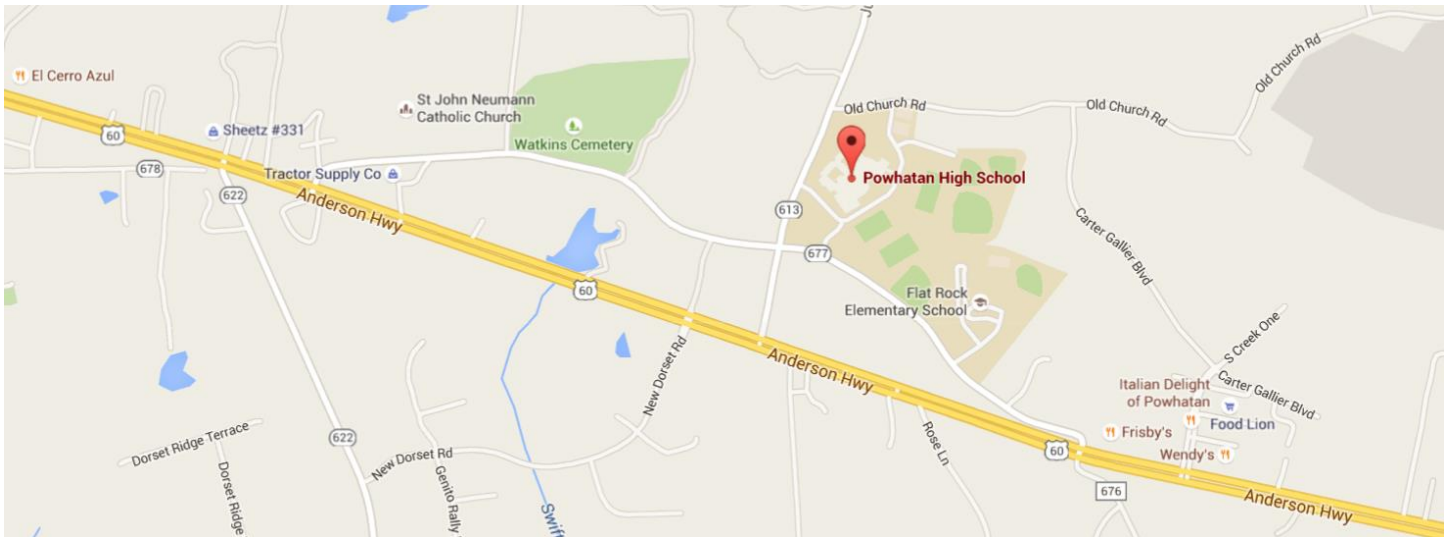 El Cerro Azul
60
Sheetz #331
678
St John Neumann
Catholic Church
Watkins Cemetery
Tractor Supply Co
622
Anderson Hwy
Old Church Rd
Old Church Rd
Old Church Rd
Powhatan High School
613
677
Carter Gallier Blvd
60
Flat Rock
Elementary School
New Dorset Rd
Anderson Hwy
S Creek One
Italian Delight
of Powhatan
Carter Gallier Blvd
Food Lion
Frisby's
Wendy's
Rose Ln
60
676
Anderson Hwy
622
Dorset Ridge Terrace
Dorset Ridge
New Dorset Rd
Genito Rally
Swift